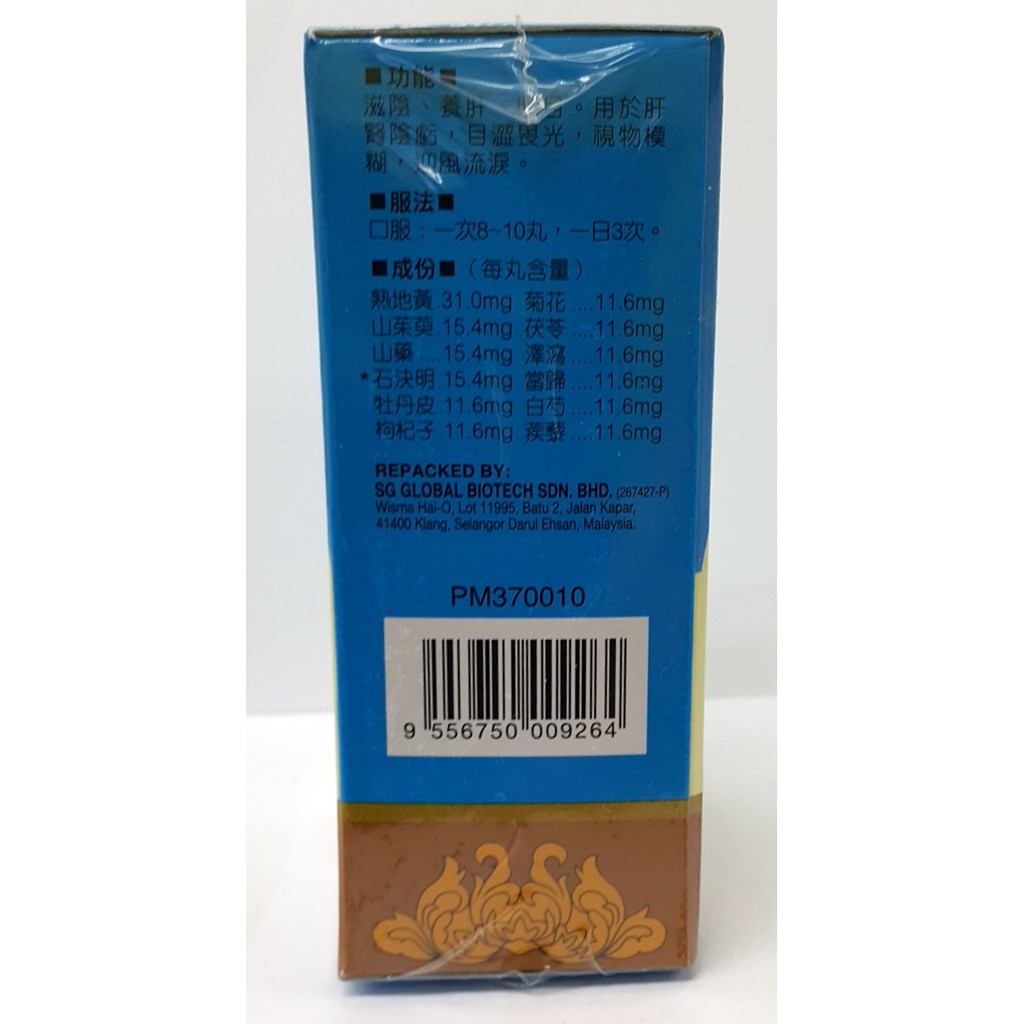 ■功能■
滋陰、養肝、明目。用於肝
腎陰虧，目澀畏光，視物模
糊，迎風流淚。
■服法■
口服：一次8~10丸，一日3次。
■成份■（每丸含量）
熟地黃.31.0mg 菊花....11.6mg
山茱萸.15.4mg 茯苓....11.6mg
山藥....15.4mg 澤瀉....11.6mg
*石決明.15.4mg 當歸....11.6mg
牡丹皮.11.6mg 白芍....11.6mg
枸杞子.11.6mg 蒺藜....11.6mg
REPACKED BY:
SG GLOBAL BIOTECH SDN. BHD. (267427-P)
Wisma Hai-O, Lot 11995, Batu 2, Jalan Kapar,
41400 Klang, Selangor Darul Ehsan, Malaysia.
PM370010
9 556750 009264